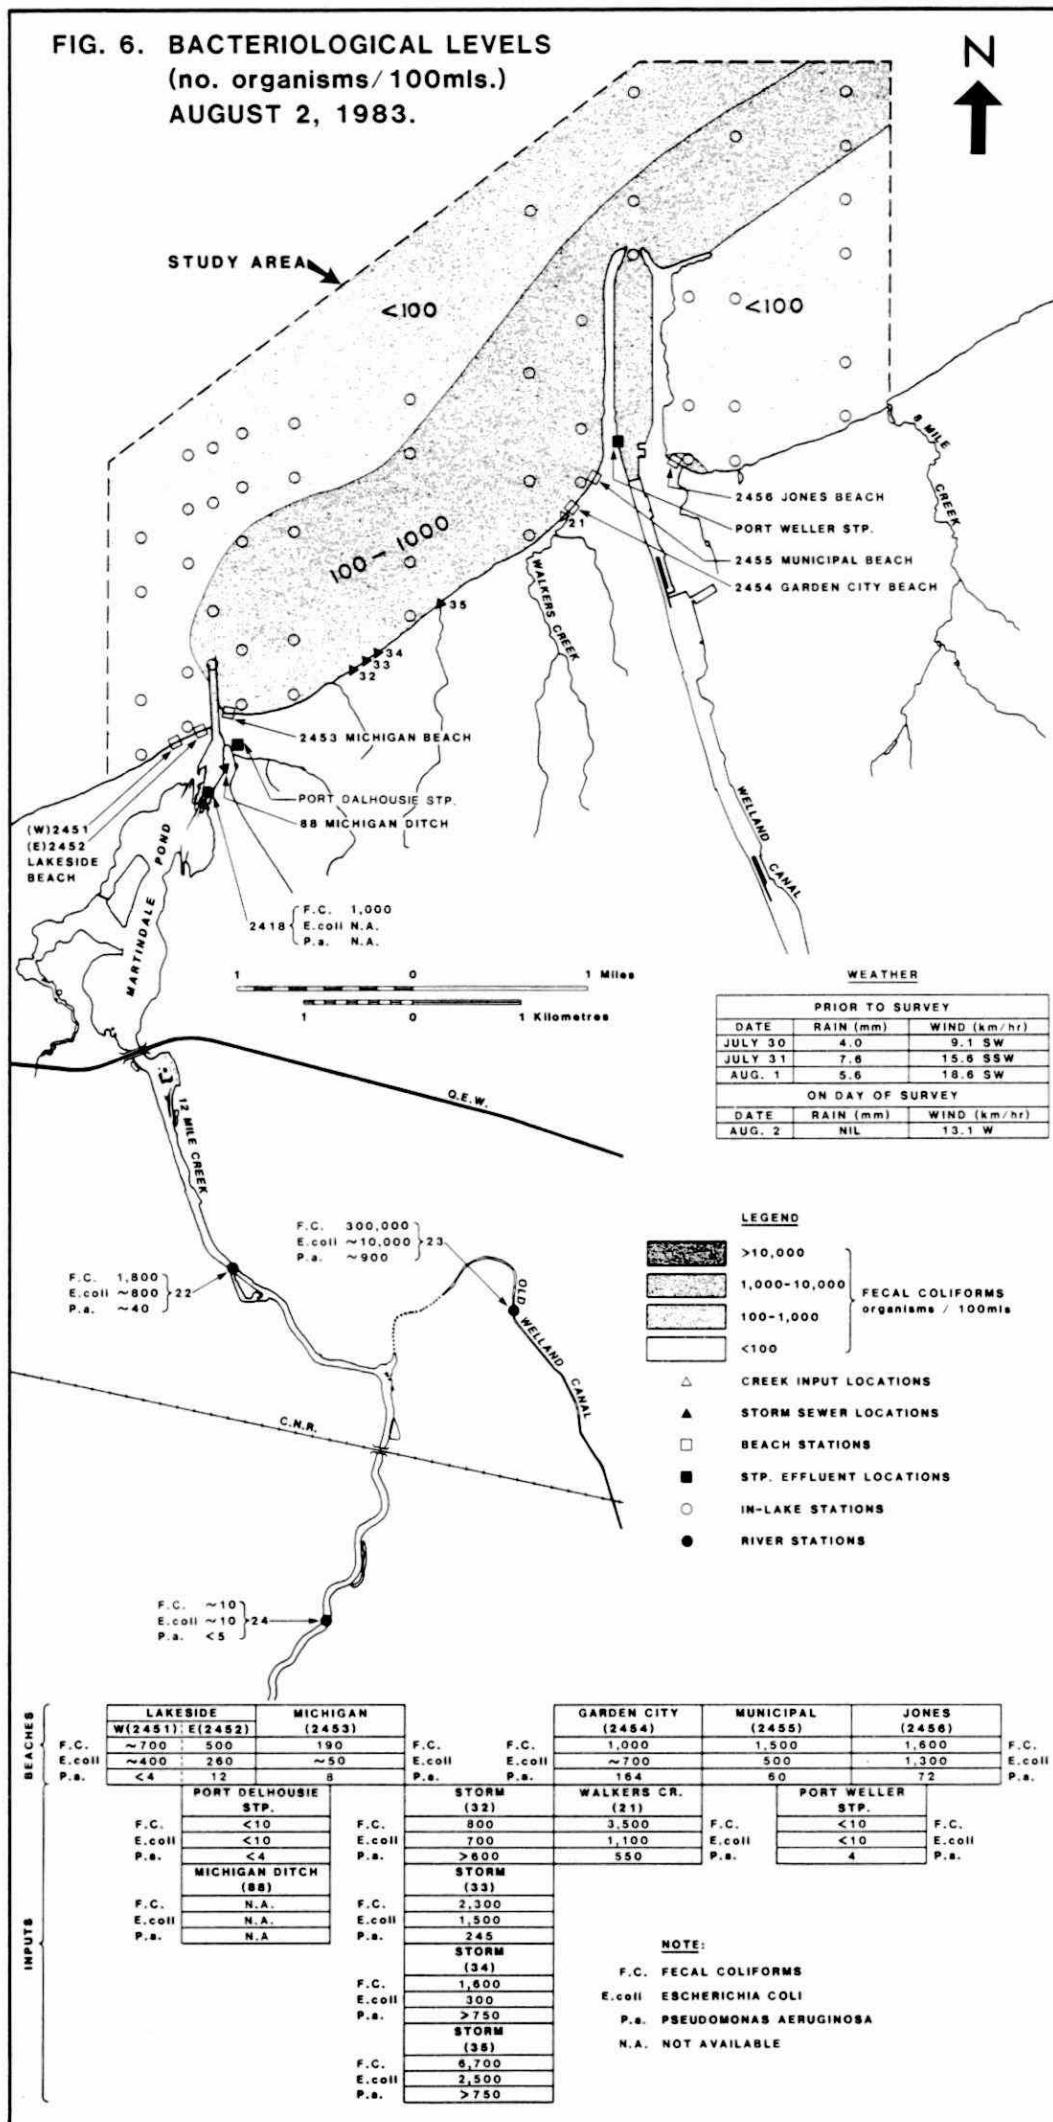 FIG. 6. BACTERIOLOGICAL LEVELS
(no. organisms/100mls.)
AUGUST 2, 1983.
N
STUDY AREA
<100
<100
100-1000
8 MILE CREEK
2456 JONES BEACH
PORT WELLER STP.
2455 MUNICIPAL BEACH
2454 GARDEN CITY BEACH
21
WALKERS CREEK
35
34
33
32
2453 MICHIGAN BEACH
PORT DALHOUSIE STP.
88 MICHIGAN DITCH
(W)2451
(E)2452
LAKESIDE
BEACH
MARTINDALE POND
WELLAND CANAL
2418
F.C. 1,000
E.coli N.A.
P.a. N.A.
1 0 1 Miles
1 0 1 Kilometres
WEATHER
PRIOR TO SURVEY
DATE RAIN (mm) WIND (km/hr)
JULY 30 4.0 9.1 SW
JULY 31 7.6 15.6 SSW
AUG. 1 5.6 18.6 SW
ON DAY OF SURVEY
DATE RAIN (mm) WIND (km/hr)
AUG. 2 NIL 13.1 W
Q.E.W.
12 MILE CREEK
F.C. 300,000
E.coli ~10,000 23
P.a. ~900
F.C. 1,800
E.coli ~800 22
P.a. ~40
OLD WELLAND CANAL
C.N.R.
F.C. ~10
E.coli ~10 24
P.a. <5
LEGEND
>10,000
1,000-10,000
100-1,000
<100
FECAL COLIFORMS
organisms / 100mls
CREEK INPUT LOCATIONS
STORM SEWER LOCATIONS
BEACH STATIONS
STP. EFFLUENT LOCATIONS
IN-LAKE STATIONS
RIVER STATIONS
BEACHES
LAKESIDE MICHIGAN GARDEN CITY MUNICIPAL JONES
W(2451) E(2452) (2453) (2454) (2455) (2456)
F.C. ~700 500 190 F.C. F.C. 1,000 1,500 1,600 F.C.
E.coli ~400 260 ~50 E.coli E.coli ~700 500 1,300 E.coli
P.a. <4 12 8 P.a. P.a. 164 60 72 P.a.
INPUTS
PORT DELHOUSIE STORM WALKERS CR. PORT WELLER
STP. (32) (21) STP.
F.C. <10 F.C. 800 3,500 F.C. <10 F.C.
E.coli <10 E.coli 700 1,100 E.coli <10 E.coli
P.a. <4 P.a. >600 550 P.a. 4 P.a.
MICHIGAN DITCH STORM
(88) (33)
F.C. N.A. F.C. 2,300
E.coli N.A. E.coli 1,500
P.a. N.A P.a. 245
STORM
(34)
F.C. 1,600
E.coli 300
P.a. >750
STORM
(35)
F.C. 6,700
E.coli 2,500
P.a. >750
NOTE:
F.C. FECAL COLIFORMS
E.coli ESCHERICHIA COLI
P.a. PSEUDOMONAS AERUGINOSA
N.A. NOT AVAILABLE